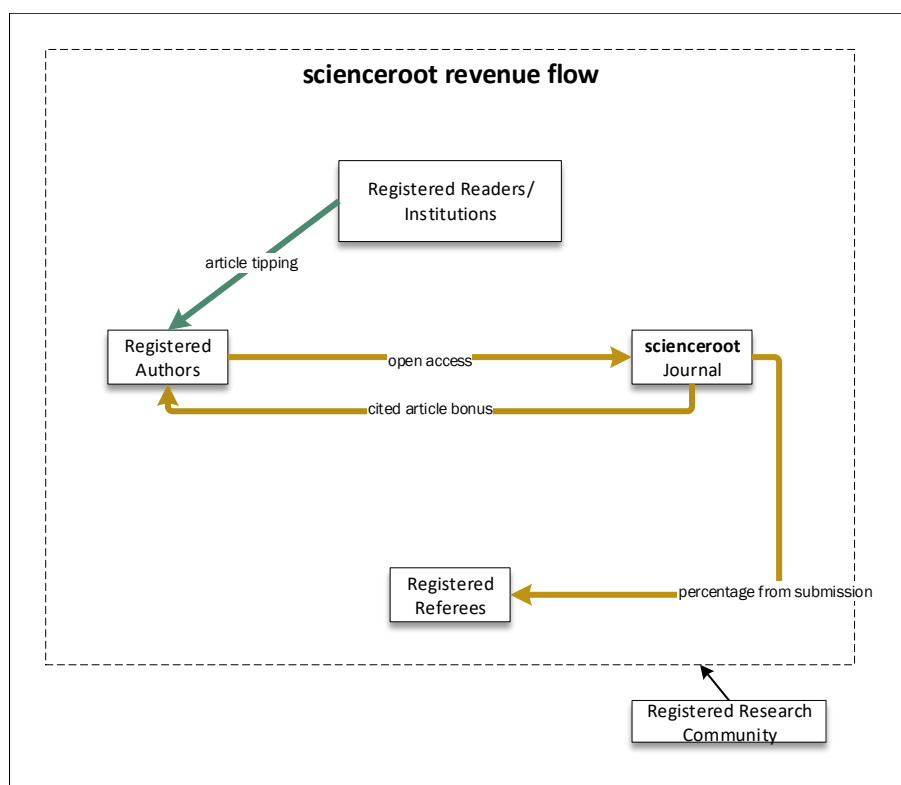 scienceroot revenue flow
Registered Readers/
Institutions
article tipping
Registered
Authors
open access
scienceroot
Journal
cited article bonus
Registered
Referees
percentage from submission
Registered Research
Community